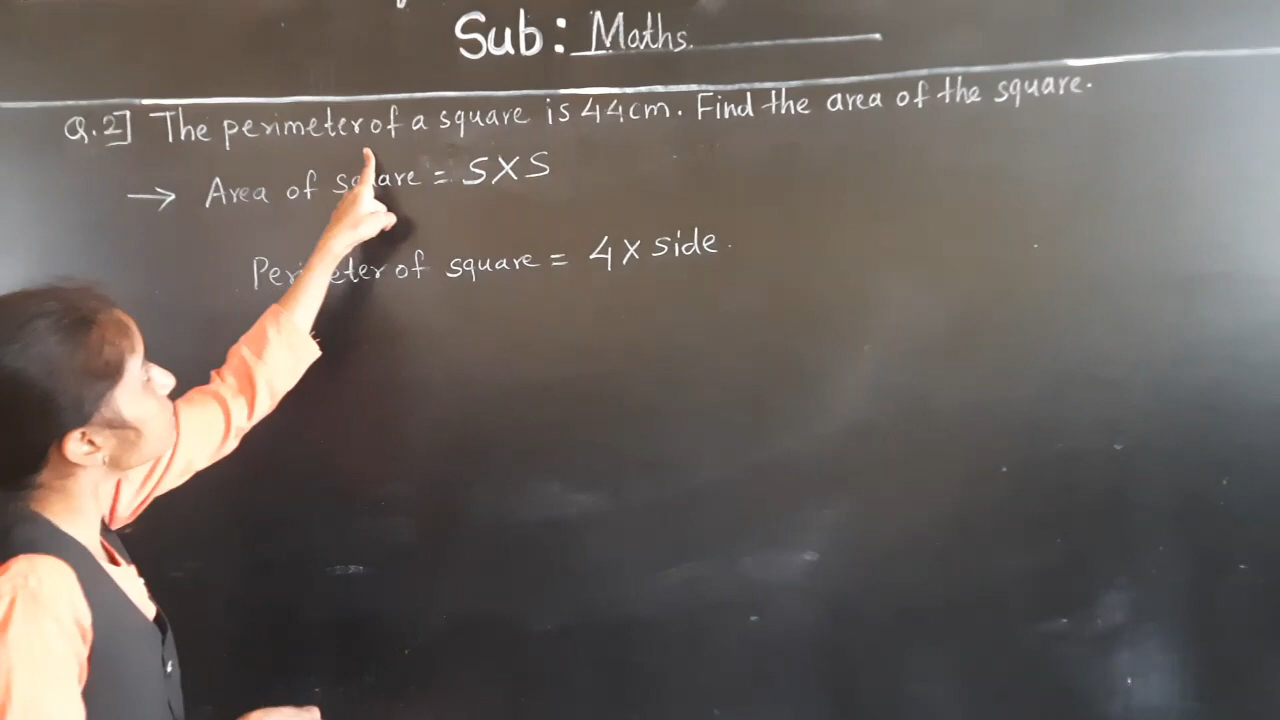 Sub: Maths.
Q.2] The perimeter of a square is 44cm. Find the area of the square.
→ Area of square = S×S
Perimeter of square = 4 × side.